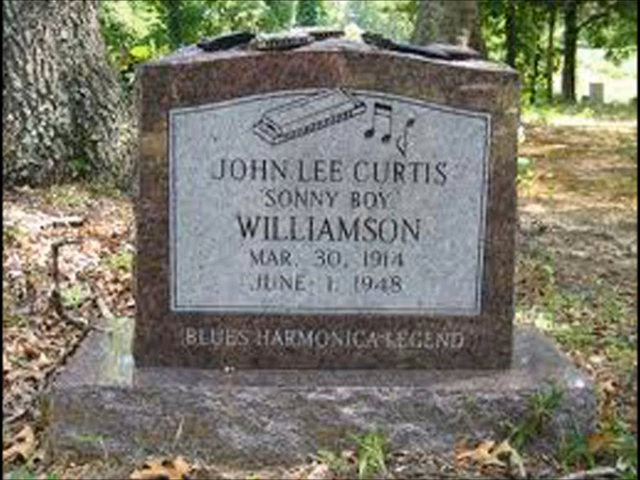 JOHN LEE CURTIS
"SONNY BOY"
WILLIAMSON
MAR. 30, 1914
JUNE 1, 1948
BLUES HARMONICA LEGEND